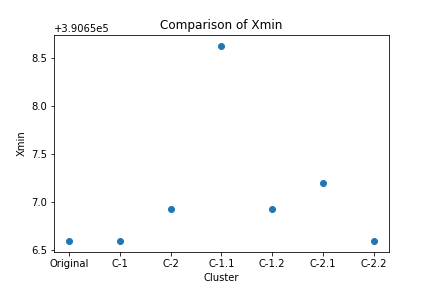 Comparison of Xmin
+3.9065e5
8.5
8.0
7.5
7.0
6.5
Xmin
Original C-1 C-2 C-1.1 C-1.2 C-2.1 C-2.2
Cluster